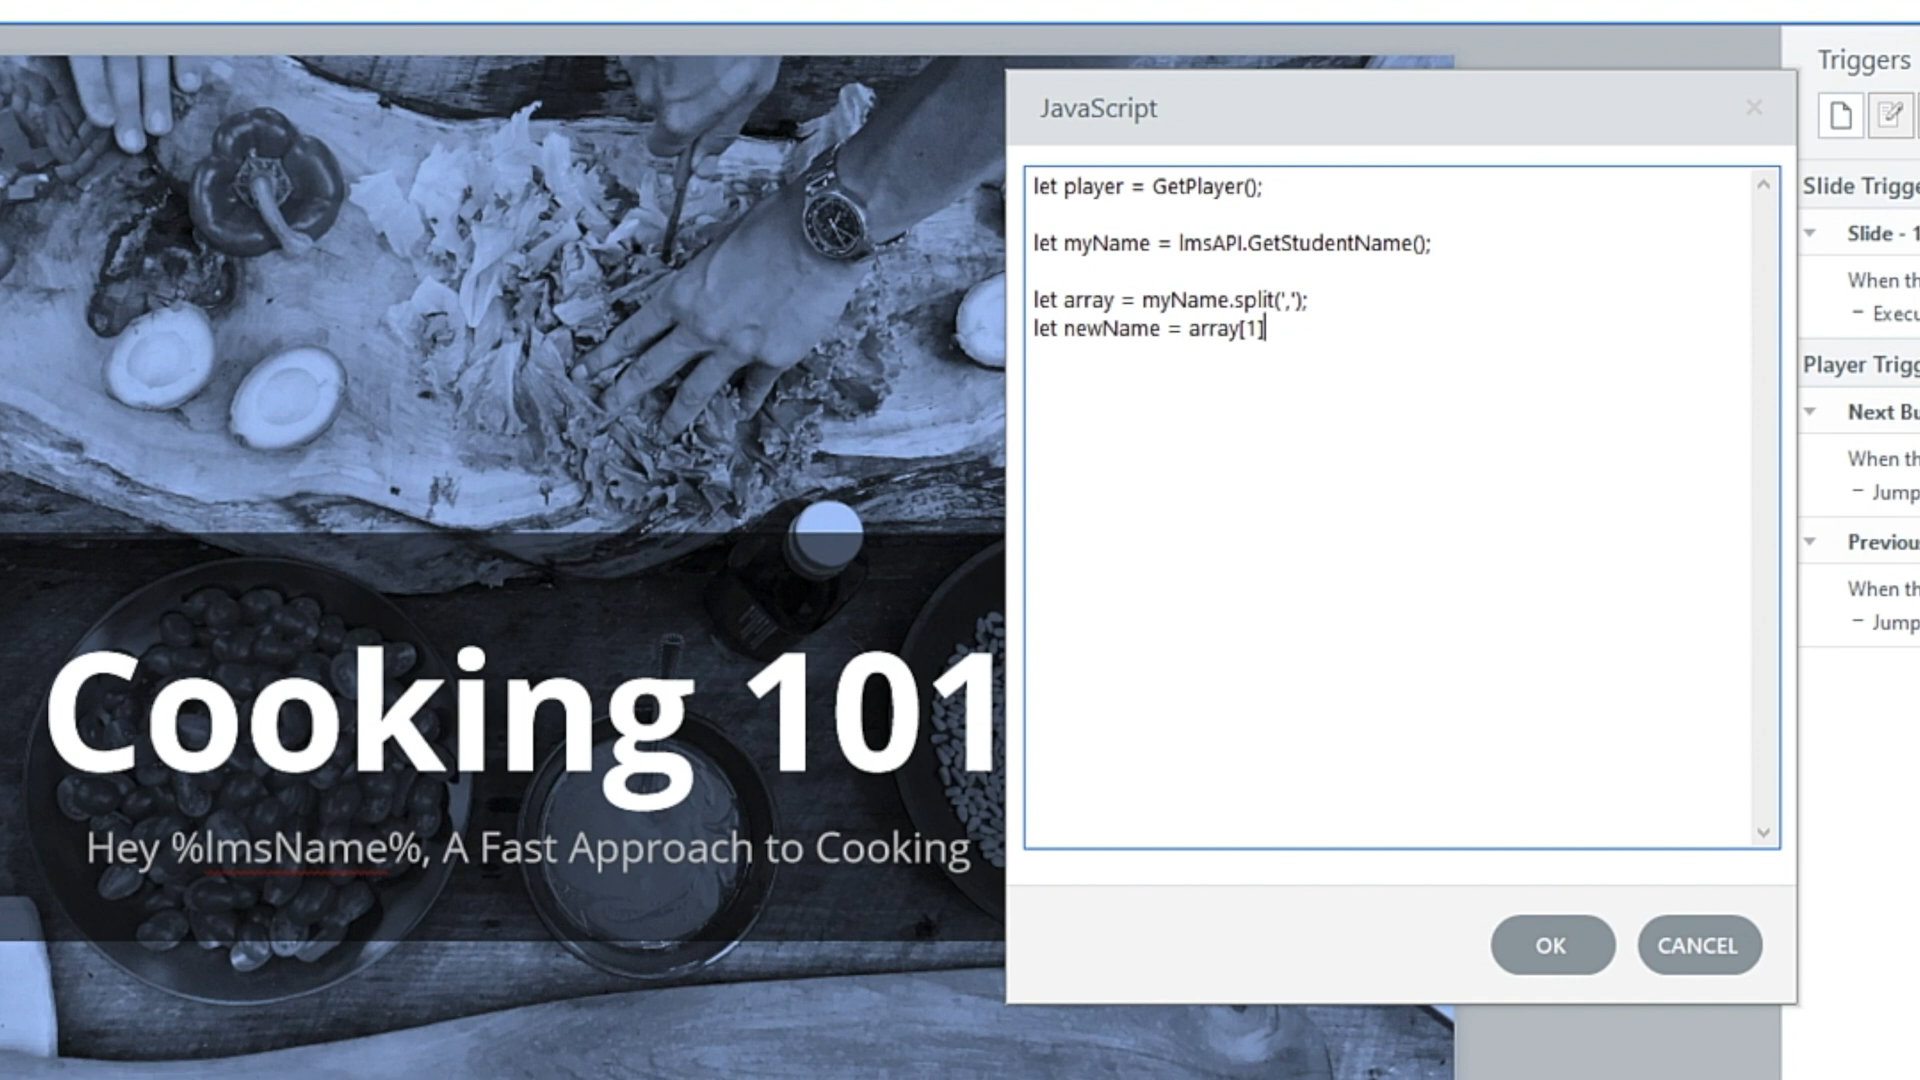 JavaScript
let player = GetPlayer();
let myName = lmsAPI.GetStudentName();
let array = myName.split(',');
let newName = array[1]
OK
CANCEL
Cooking 101
Hey %lmsName%, A Fast Approach to Cooking
Triggers
Slide Trigge
Slide - 1
When th
– Execu
Player Trigg
Next Bu
When th
– Jump
Previou
When th
– Jump